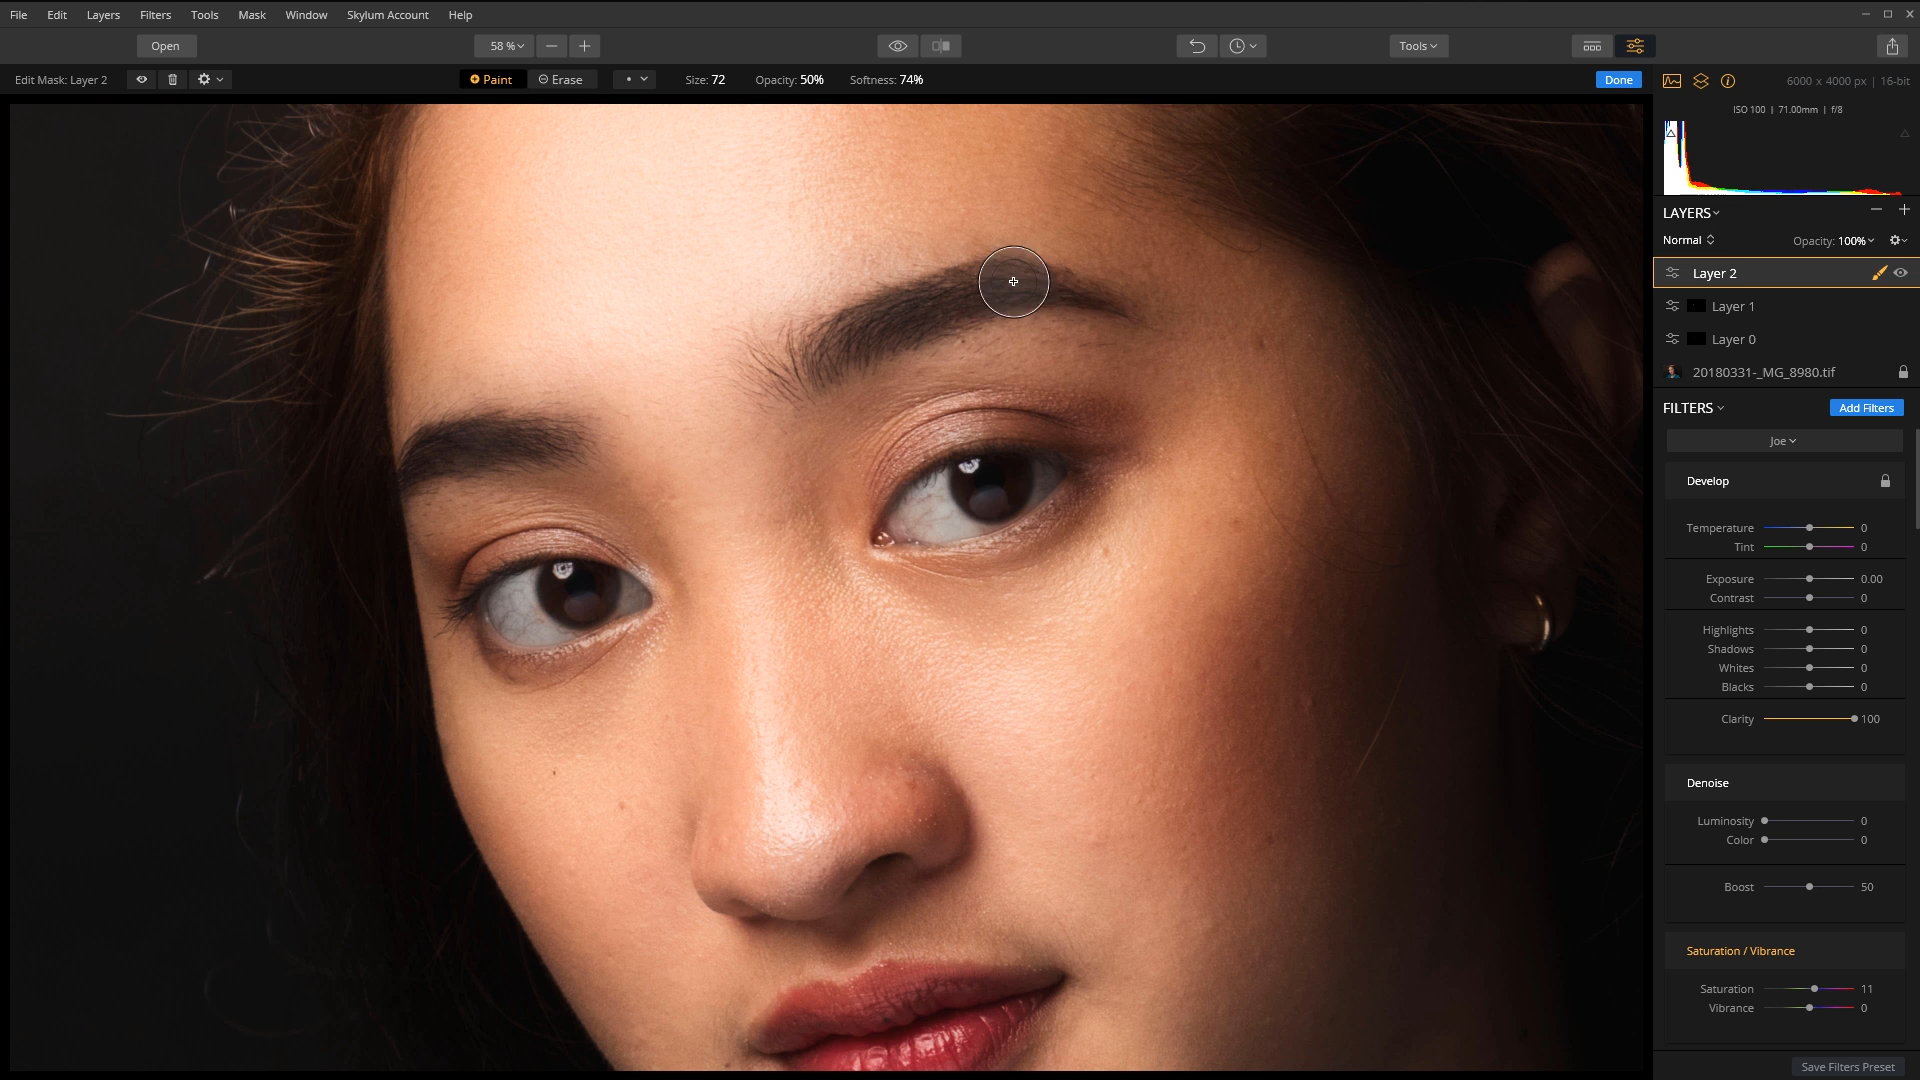 File Edit Layers Filters Tools Mask Window Skylum Account Help
Open 58 % Tools
Edit Mask: Layer 2 Paint Erase Size: 72 Opacity: 50% Softness: 74% Done 6000 x 4000 px | 16-bit
ISO 100 | 71.00mm | f/8
LAYERS
Normal Opacity: 100%
Layer 2
Layer 1
Layer 0
20180331-_MG_8980.tif
FILTERS Add Filters
Joe
Develop
Temperature 0
Tint 0
Exposure 0.00
Contrast 0
Highlights 0
Shadows 0
Whites 0
Blacks 0
Clarity 100
Denoise
Luminosity 0
Color 0
Boost 50
Saturation / Vibrance
Saturation 11
Vibrance 0
Save Filters Preset